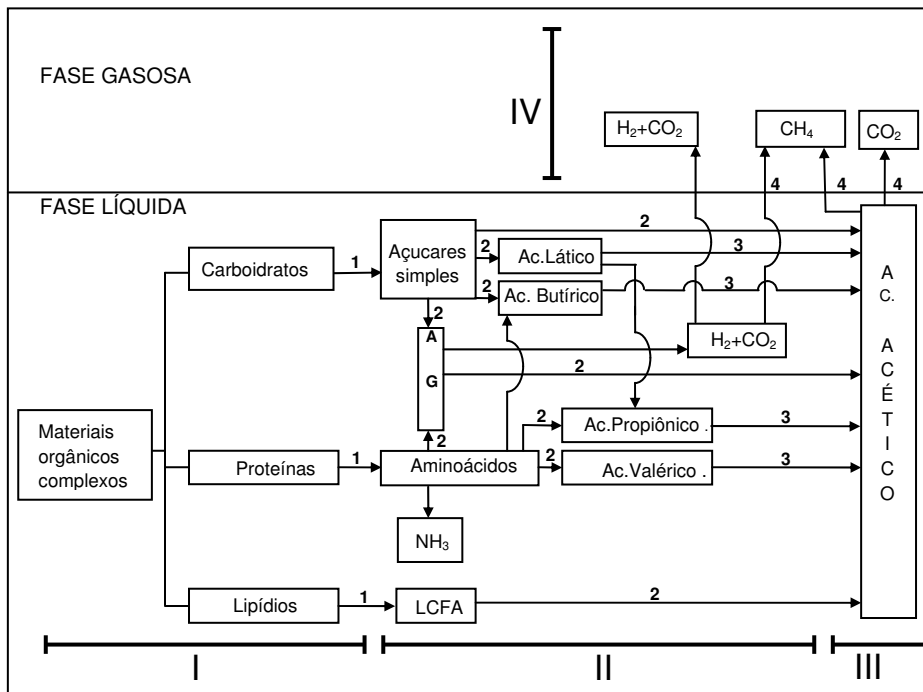 FASE GASOSA
IV
H₂+CO₂
CH₄
CO₂
4
4
4
FASE LÍQUIDA
Carboidratos
1
Açucares
simples
2
2
Ac.Lático
3
2
Ac. Butírico
3
2
A
G
H₂+CO₂
2
2
Materiais
orgânicos
complexos
Proteínas
1
Aminoácidos
2
Ac.Propiônico .
3
2
Ac.Valérico .
3
NH₃
Lipídios
1
LCFA
2
A
C.
A
C
É
T
I
C
O
I
II
III